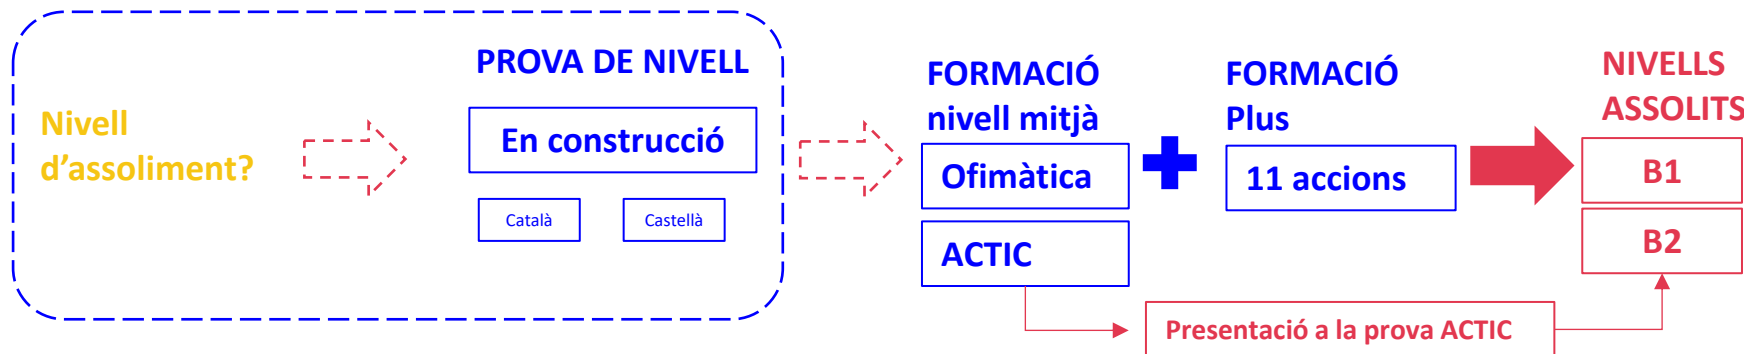 Nivell
d'assoliment?
PROVA DE NIVELL
En construcció
Català
Castellà
FORMACIÓ
nivell mitjà
Ofimàtica
ACTIC
FORMACIÓ
Plus
11 accions
NIVELLS
ASSOLITS
B1
B2
Presentació a la prova ACTIC